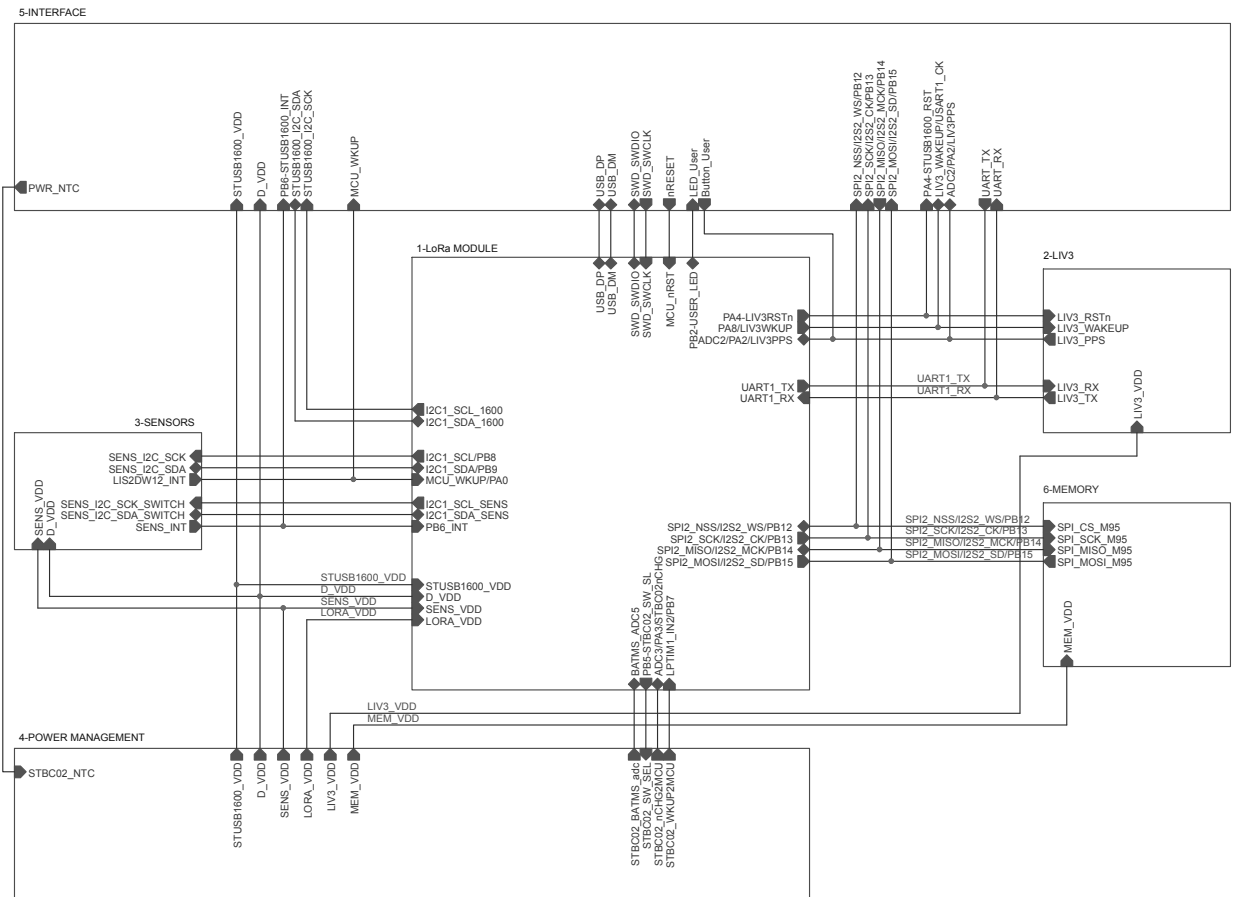 5-INTERFACE
STUSB1600_VDD
D_VDD
PB6-STUSB1600_INT
STUSB1600_I2C_SDA
STUSB1600_I2C_SCK
MCU_WKUP
USB_DP
USB_DM
SWD_SWDIO
SWD_SWCLK
nRESET
LED_User
Button_User
SPI2_NSS/I2S2_WS/PB12
SPI2_SCK/I2S2_CK/PB13
SPI2_MISO/I2S2_MCK/PB14
SPI2_MOSI/I2S2_SD/PB15
PA4-STUSB1600_RST
LIV3_WAKEUP/USART1_CK
ADC2/PA2/LIV3PPS
UART_TX
UART_RX
PWR_NTC
1-LoRa MODULE
USB_DP
USB_DM
SWD_SWDIO
SWD_SWCLK
MCU_nRST
PB2-USER_LED
PA4-LIV3RSTn
PA8/LIV3WKUP
ADC2/PA2/LIV3PPS
UART1_TX
UART1_RX
UART1_TX
UART1_RX
2-LIV3
LIV3_RSTn
LIV3_WAKEUP
LIV3_PPS
LIV3_RX
LIV3_TX
LIV3_VDD
I2C1_SCL_1600
I2C1_SDA_1600
I2C1_SCL/PB8
I2C1_SDA/PB9
MCU_WKUP/PA0
I2C1_SCL_SENS
I2C1_SDA_SENS
PB6_INT
3-SENSORS
SENS_I2C_SCK
SENS_I2C_SDA
LIS2DW12_INT
SENS_I2C_SCK_SWITCH
SENS_I2C_SDA_SWITCH
SENS_INT
SENS_VDD
D_VDD
SPI2_NSS/I2S2_WS/PB12
SPI2_SCK/I2S2_CK/PB13
SPI2_MISO/I2S2_MCK/PB14
SPI2_MOSI/I2S2_SD/PB15
SPI2_NSS/I2S2_WS/PB12
SPI2_SCK/I2S2_CK/PB13
SPI2_MISO/I2S2_MCK/PB14
SPI2_MOSI/I2S2_SD/PB15
6-MEMORY
SPI_CS_M95
SPI_SCK_M95
SPI_MISO_M95
SPI_MOSI_M95
MEM_VDD
STUSB1600_VDD
D_VDD
SENS_VDD
LORA_VDD
STUSB1600_VDD
D_VDD
SENS_VDD
LORA_VDD
BATMS_ADC5
PB5-STBC02_SW_SL
ADC3/PA3/STBC02nCHG
LPTIM1_IN2/PB7
LIV3_VDD
MEM_VDD
4-POWER MANAGEMENT
STBC02_NTC
STUSB1600_VDD
D_VDD
SENS_VDD
LORA_VDD
LIV3_VDD
MEM_VDD
STBC02_BATMS_adc
STBC02_SW_SEL
STBC02_nCHG2MCU
STBC02_WKUP2MCU